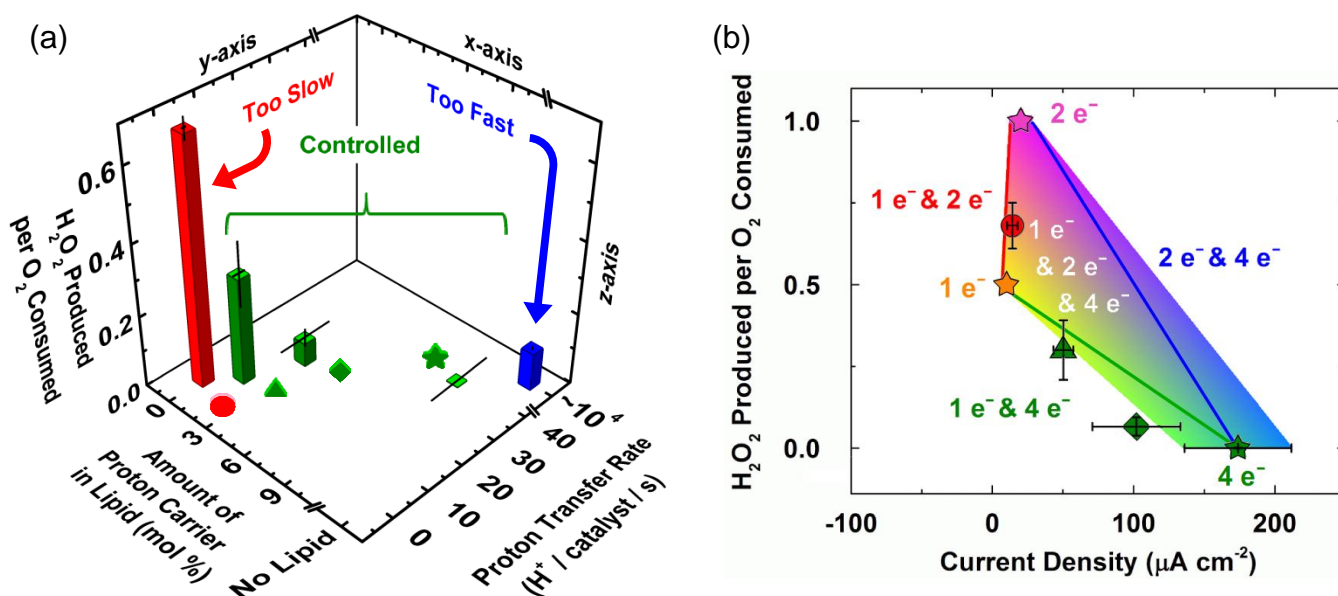 (a)
y-axis
x-axis
Too Slow
Too Fast
Controlled
z-axis
0.6
0.4
0.2
0.0
H2O2 Produced
per O2 Consumed
0
3
6
9
No Lipid
Amount of
Proton Carrier
in Lipid (mol %)
0
10
20
30
40
~10⁴
Proton Transfer Rate
(H⁺ / catalyst / s)
(b)
H₂O₂ Produced per O₂ Consumed
1.0
0.5
0.0
2 e⁻
1 e⁻ & 2 e⁻
1 e⁻
& 2 e⁻
& 4 e⁻
2 e⁻ & 4 e⁻
1 e⁻
1 e⁻ & 4 e⁻
4 e⁻
-100
0
100
200
Current Density (µA cm⁻²)